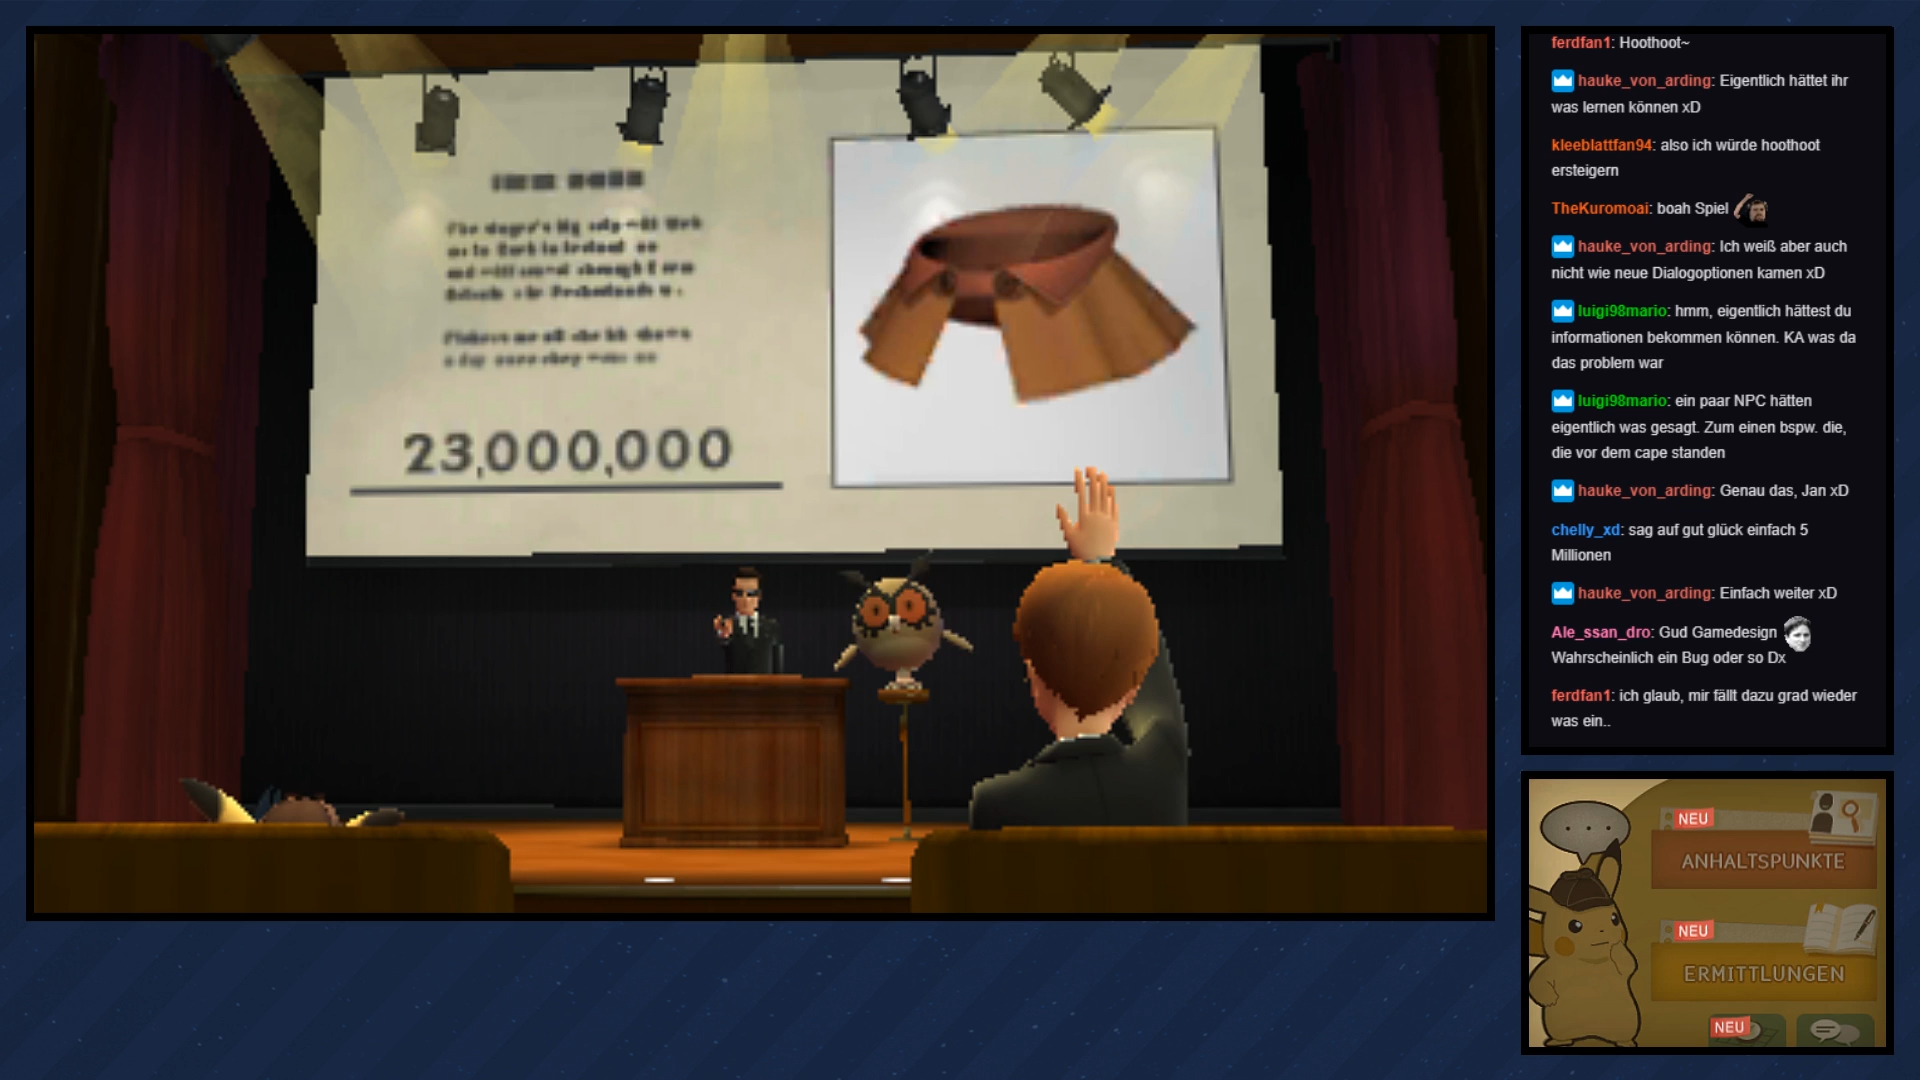 23,000,000
ferdfan1: Hoothoot~
hauke_von_arding: Eigentlich hättet ihr
was lernen können xD
kleeblattfan94: also ich würde hoothoot
ersteigern
TheKuromoai: boah Spiel
hauke_von_arding: Ich weiß aber auch
nicht wie neue Dialogoptionen kamen xD
luigi98mario: hmm, eigentlich hättest du
informationen bekommen können. KA was da
das problem war
luigi98mario: ein paar NPC hätten
eigentlich was gesagt. Zum einen bspw. die,
die vor dem cape standen
hauke_von_arding: Genau das, Jan xD
chelly_xd: sag auf gut glück einfach 5
Millionen
hauke_von_arding: Einfach weiter xD
Ale_ssan_dro: Gud Gamedesign
Wahrscheinlich ein Bug oder so Dx
ferdfan1: ich glaub, mir fällt dazu grad wieder
was ein..
NEU
ANHALTSPUNKTE
NEU
ERMITTLUNGEN
NEU